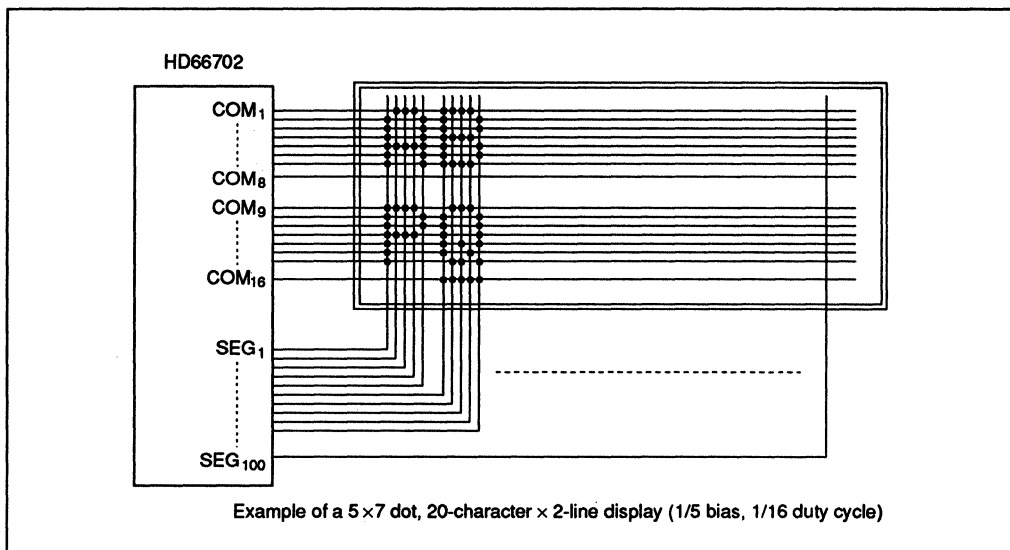 HD66702
COM₁
COM₈
COM₉
COM₁₆
SEG₁
SEG₁₀₀
Example of a 5 ×7 dot, 20-character × 2-line display (1/5 bias, 1/16 duty cycle)